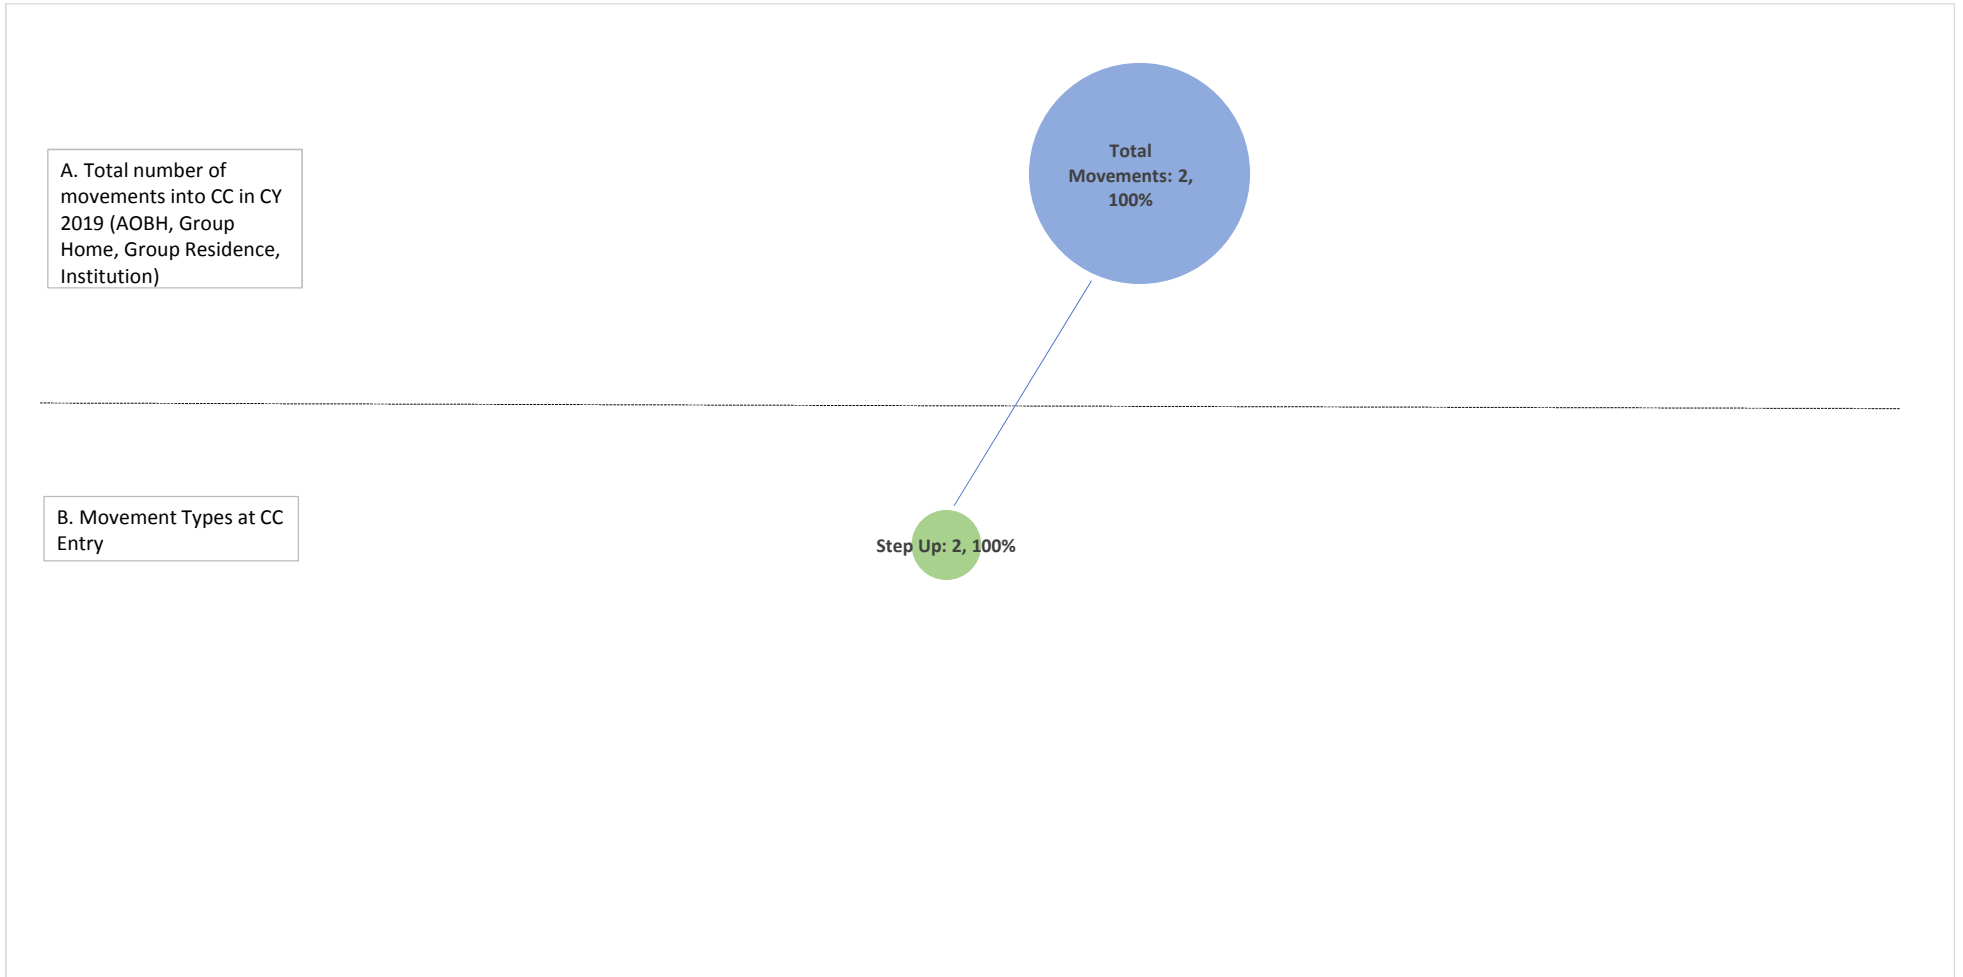 Total
Movements: 2,
100%
A. Total number of
movements into CC in CY
2019 (AOBH, Group
Home, Group Residence,
Institution)
B. Movement Types at CC
Entry
Step Up: 2, 100%